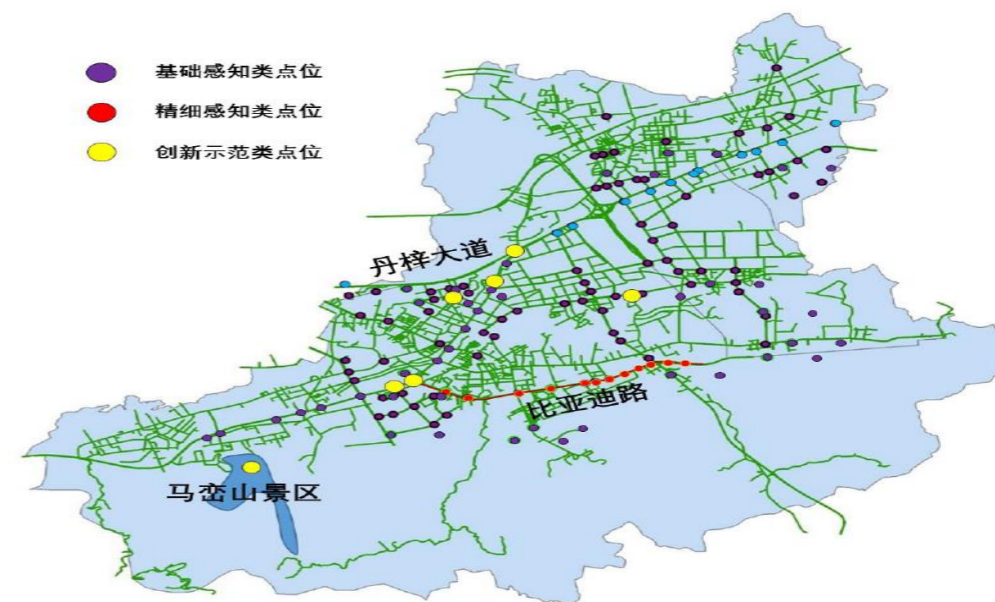 基础感知类点位
精细感知类点位
创新示范类点位
丹梓大道
比亚迪路
马峦山景区